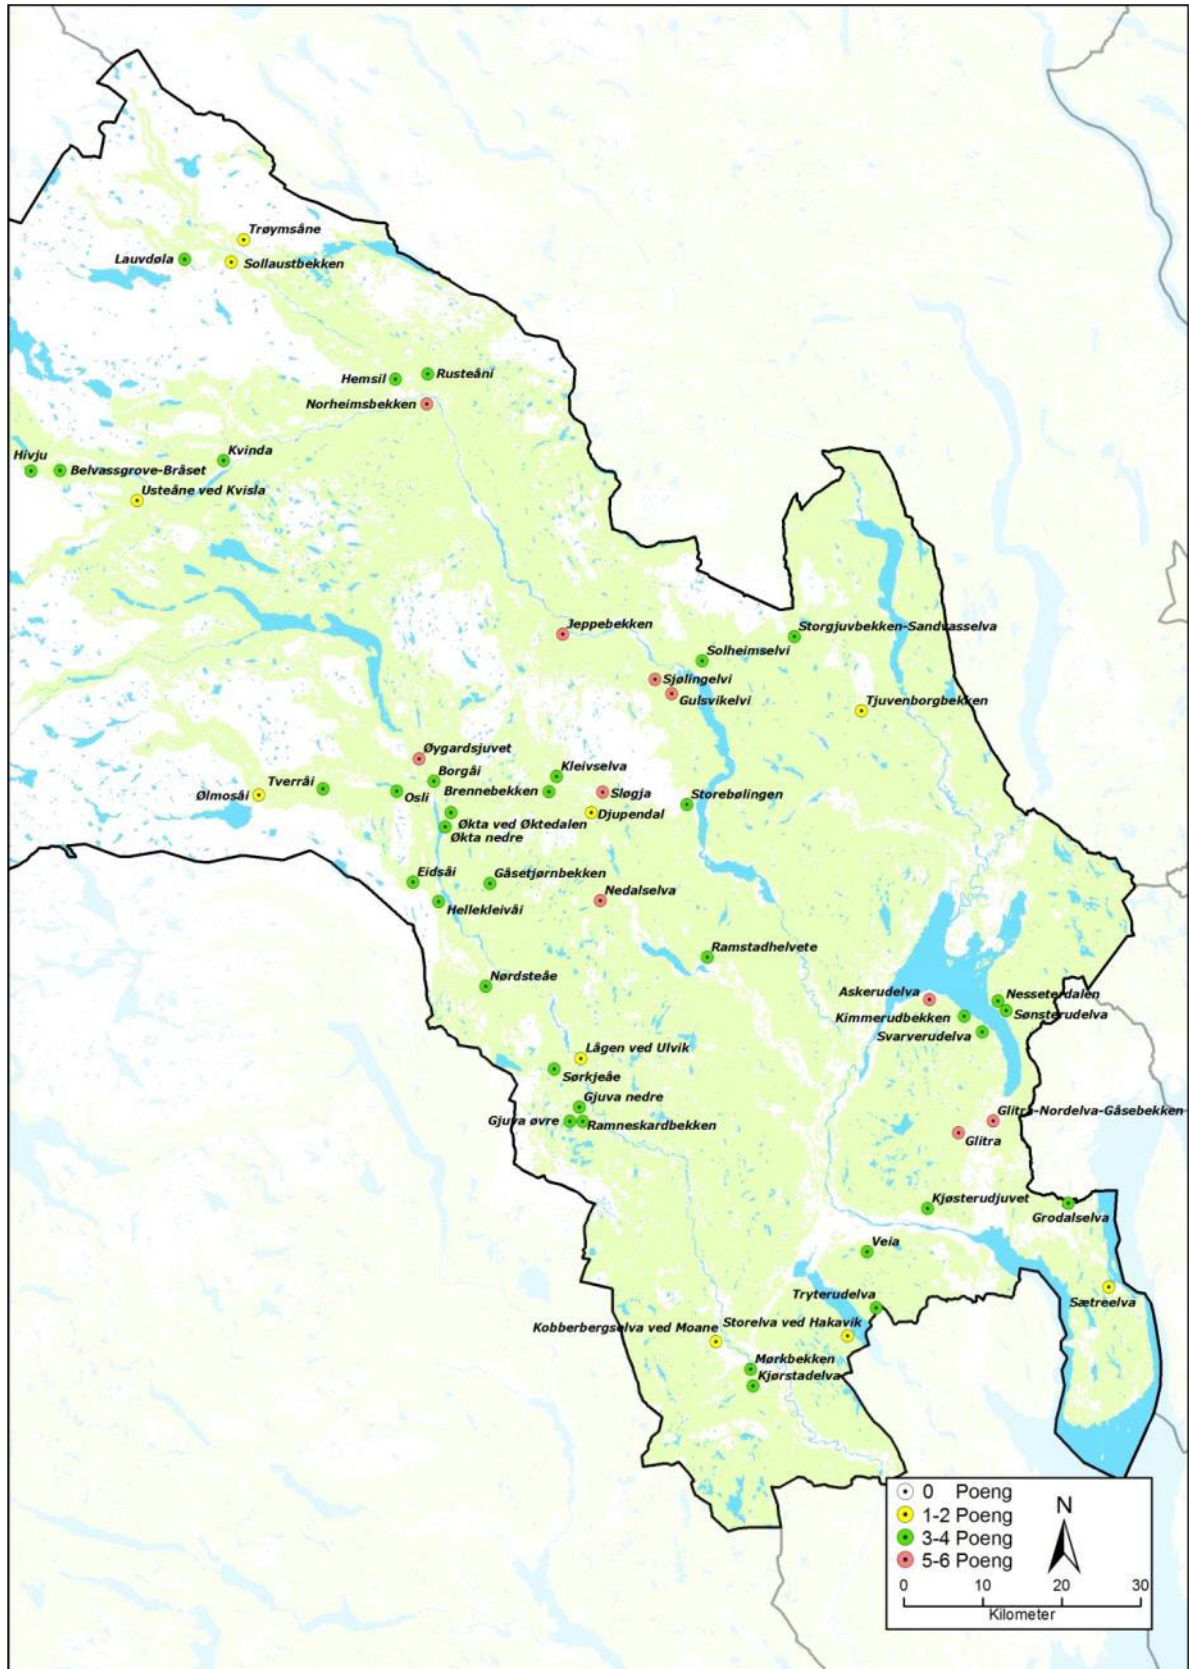 Trøymsåne
Lauvdøla
Sollaustbekken
Hemsil
Rusteåni
Norheimsbekken
Hivju
Belvassgrove-Bråset
Kvinda
Usteåne ved Kvisla
Jeppebekken
Storgjuvbekken-Sandvasselva
Solheimselvi
Sjølingelvi
Gulsvikelvi
Tjuvenborgbekken
Øygardsjuvet
Borgåi
Kleivselva
Tverråi
Ølmosåi
Osli
Brennebekken
Sløgja
Storebølingen
Djupendal
Økta ved Øktedalen
Økta nedre
Eidsåi
Gåsetjørnbekken
Hellekleivåi
Nedalselva
Ramstadhelvete
Nørdsteåe
Askerudelva
Nesseterdalen
Kimmerudbekken
Sønsterudelva
Svarverudelva
Lågen ved Ulvik
Sørkjeåe
Gjuva nedre
Gjuva øvre
Ramneskardbekken
Glitra-Nordelva-Gåsebekken
Glitra
Kjøsterudjuvet
Grodalselva
Veia
Sætreelva
Tryterudelva
Kobberbergselva ved Moane
Storelva ved Hakavik
Mørkbekken
Kjørstadelva
0 Poeng
1-2 Poeng
3-4 Poeng
5-6 Poeng
N
0 10 20 30
Kilometer